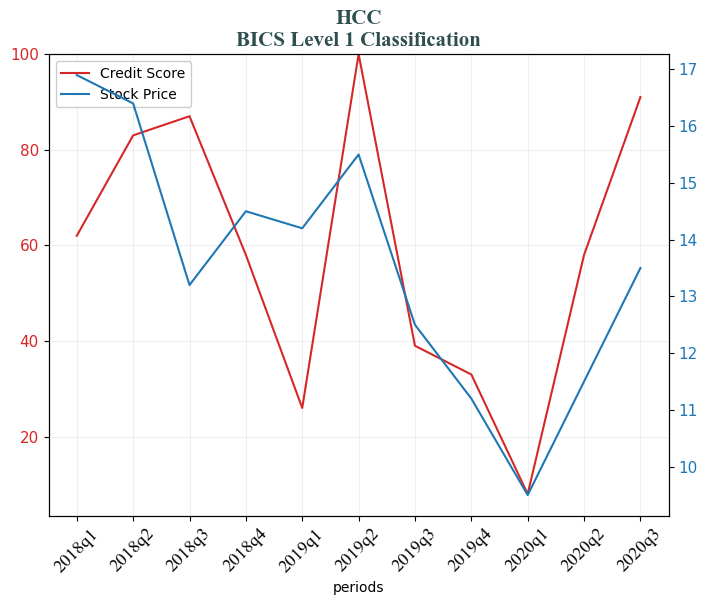 HCC
BICS Level 1 Classification
100
80
60
40
20
Credit Score
Stock Price
17
16
15
14
13
12
11
10
2018q1
2018q2
2018q3
2018q4
2019q1
2019q2
2019q3
2019q4
2020q1
2020q2
2020q3
periods